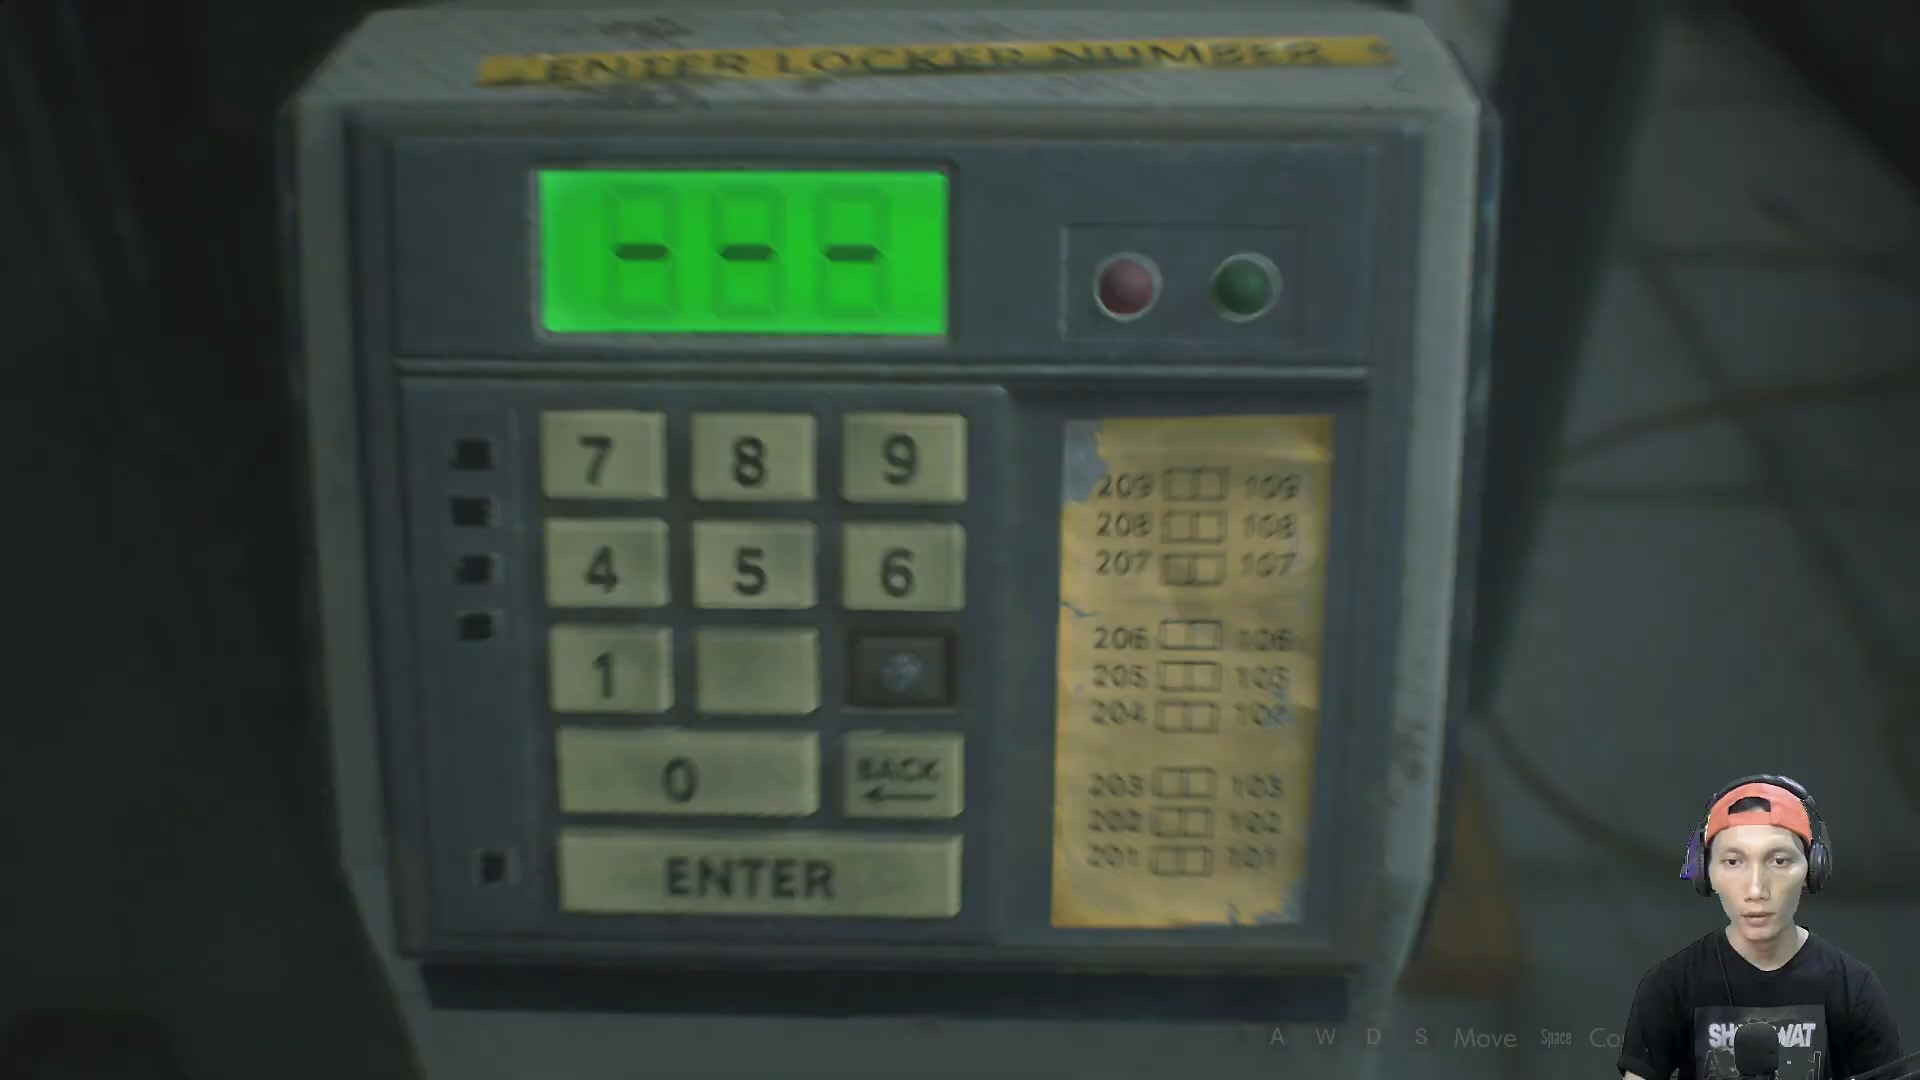 ENTER LOCKER NUMBER
7 8 9
4 5 6
1
0 BACK
ENTER
209 109
208 108
207 107
206 106
205 105
204
203 103
202 102
201 101
A W D S Move Space